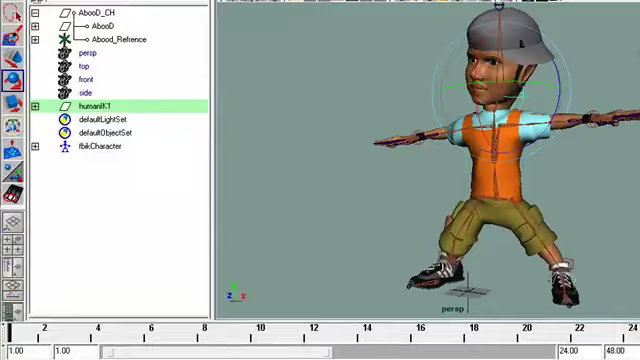 AbooD_CH
AbooD
Abood_Refrence
persp
top
front
side
humanIK1
defaultLightSet
defaultObjectSet
fbikCharacter
z x
persp
2 4 6 8 10 12 14 16 18 20 22 24
1.00 1.00 24.00 48.00